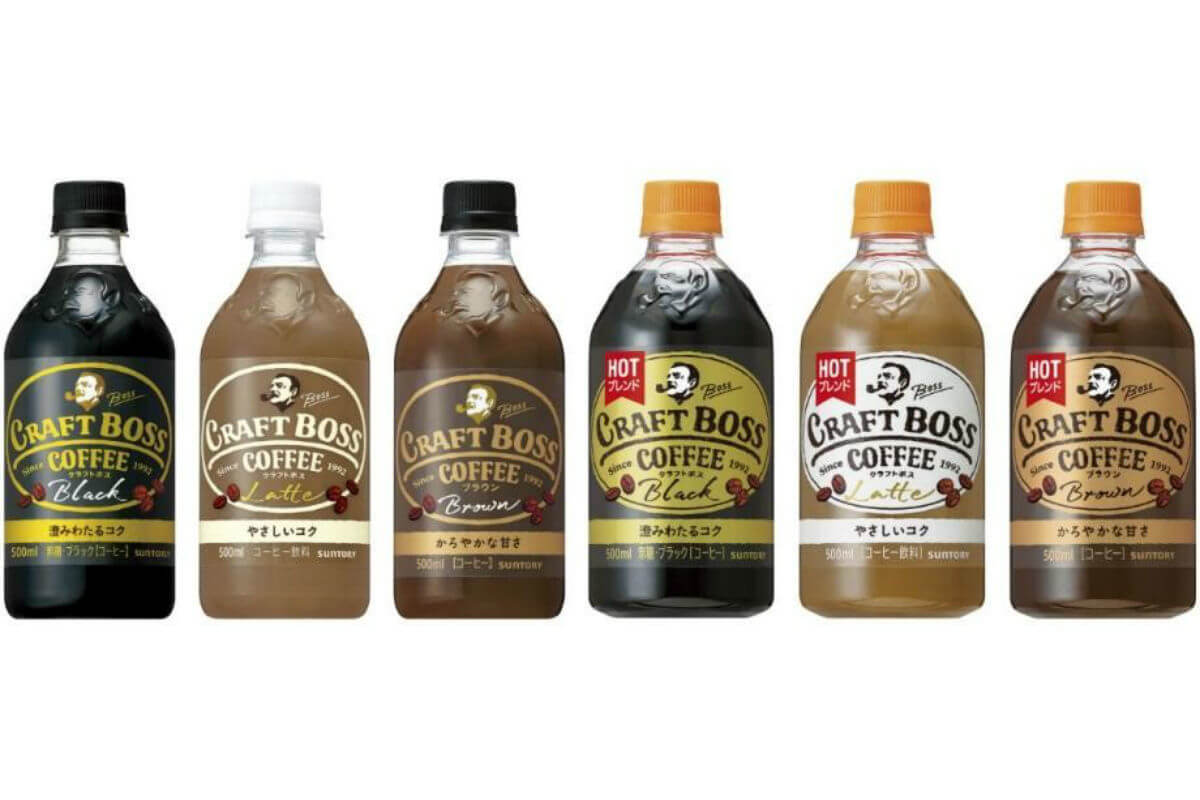 Boss
CRAFT BOSS
Since COFFEE 1992
クラフトボス
Black
澄みわたるコク
500ml 無糖・ブラック[コーヒー] SUNTORY
Boss
CRAFT BOSS
Since COFFEE 1992
クラフトボス
Latte
やさしいコク
500ml [コーヒー飲料] SUNTORY
Boss
CRAFT BOSS
Since COFFEE 1992
ブラウン
Brown
かろやかな甘さ
500ml [コーヒー] SUNTORY
HOT
ブレンド
Boss
CRAFT BOSS
Since COFFEE 1992
クラフトボス
Black
澄みわたるコク
500ml 無糖・ブラック[コーヒー] SUNTORY
HOT
ブレンド
Boss
CRAFT BOSS
Since COFFEE 1992
クラフトボス
Latte
やさしいコク
500ml [コーヒー飲料] SUNTORY
HOT
ブレンド
Boss
CRAFT BOSS
Since COFFEE 1992
ブラウン
Brown
かろやかな甘さ
500ml [コーヒー] SUNTORY